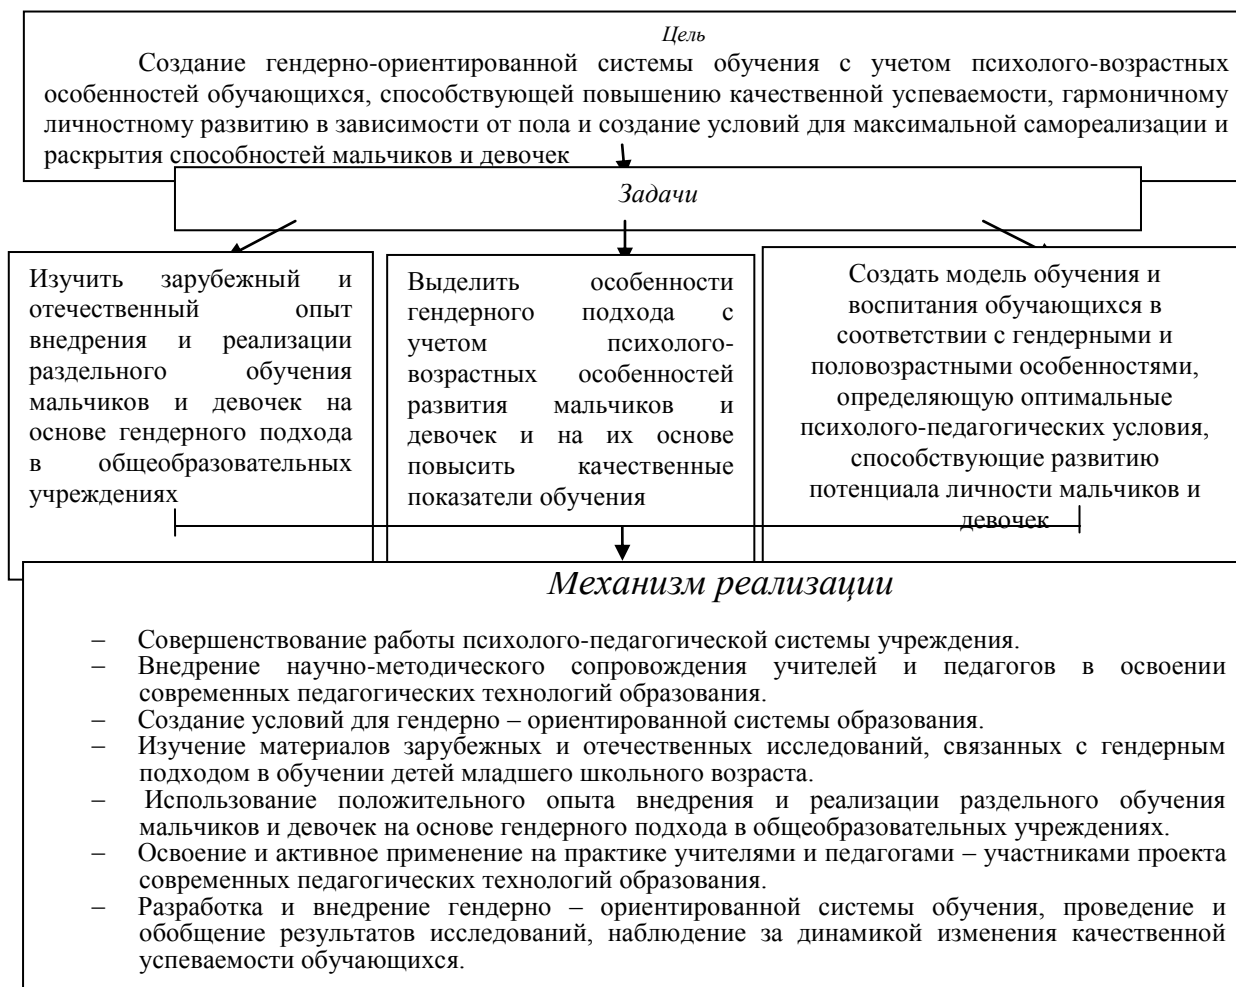 Цель
Создание гендерно-ориентированной системы обучения с учетом психолого-возрастных
особенностей обучающихся, способствующей повышению качественной успеваемости, гармоничному
личностному развитию в зависимости от пола и создание условий для максимальной самореализации и
раскрытия способностей мальчиков и девочек
Задачи
Изучить зарубежный и
отечественный опыт
внедрения и реализации
раздельного обучения
мальчиков и девочек на
основе гендерного подхода
в общеобразовательных
учреждениях
Выделить особенности
гендерного подхода с
учетом психолого-
возрастных особенностей
развития мальчиков и
девочек и на их основе
повысить качественные
показатели обучения
Создать модель обучения и
воспитания обучающихся в
соответствии с гендерными и
половозрастными особенностями,
определяющую оптимальные
психолого-педагогических условия,
способствующие развитию
потенциала личности мальчиков и
девочек
Механизм реализации
– Совершенствование работы психолого-педагогической системы учреждения.
– Внедрение научно-методического сопровождения учителей и педагогов в освоении
современных педагогических технологий образования.
– Создание условий для гендерно – ориентированной системы образования.
– Изучение материалов зарубежных и отечественных исследований, связанных с гендерным
подходом в обучении детей младшего школьного возраста.
– Использование положительного опыта внедрения и реализации раздельного обучения
мальчиков и девочек на основе гендерного подхода в общеобразовательных учреждениях.
– Освоение и активное применение на практике учителями и педагогами – участниками проекта
современных педагогических технологий образования.
– Разработка и внедрение гендерно – ориентированной системы обучения, проведение и
обобщение результатов исследований, наблюдение за динамикой изменения качественной
успеваемости обучающихся.